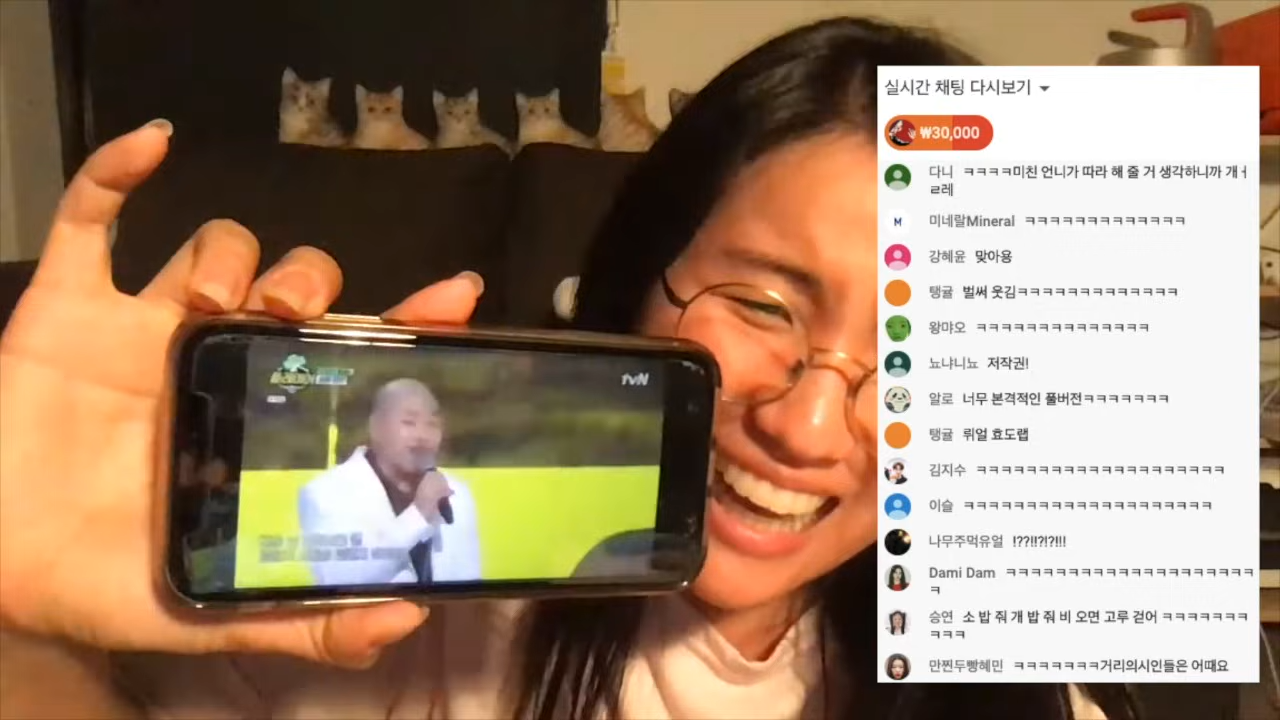 tvN
실시간 채팅 다시보기
₩30,000
다니 ㅋㅋㅋㅋ미친 언니가 따라 해 줄 거 생각하니까 개ㅓ
ㄹ레
M 미네랄Mineral ㅋㅋㅋㅋㅋㅋㅋㅋㅋㅋㅋㅋㅋ
강혜윤 맞아용
탱귤 벌써 웃김ㅋㅋㅋㅋㅋㅋㅋㅋㅋㅋㅋㅋㅋ
왕먀오 ㅋㅋㅋㅋㅋㅋㅋㅋㅋㅋㅋㅋㅋㅋ
뇨냐니뇨 저작권!
알로 너무 본격적인 풀버전ㅋㅋㅋㅋㅋㅋㅋ
탱귤 뤼얼 효도랩
김지수 ㅋㅋㅋㅋㅋㅋㅋㅋㅋㅋㅋㅋㅋㅋㅋㅋㅋㅋㅋㅋ
이슬 ㅋㅋㅋㅋㅋㅋㅋㅋㅋㅋㅋㅋㅋㅋㅋㅋㅋㅋㅋㅋ
나무주먹유얼 !??!!?!?!!!
Dami Dam ㅋㅋㅋㅋㅋㅋㅋㅋㅋㅋㅋㅋㅋㅋㅋㅋㅋㅋㅋㅋ
ㅋ
승연 소 밥 줘 개 밥 줘 비 오면 고루 걷어 ㅋㅋㅋㅋㅋㅋㅋ
ㅋㅋㅋ
만찐두빵혜민 ㅋㅋㅋㅋㅋㅋㅋ거리의시인들은 어때요